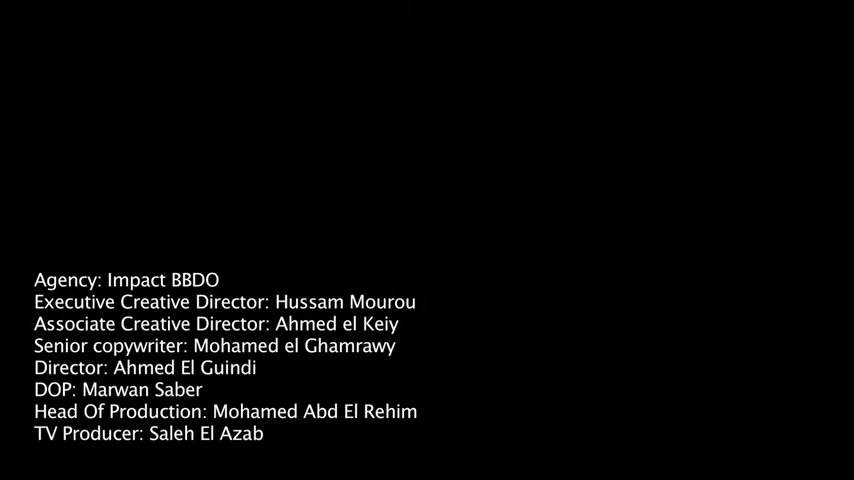 Agency: Impact BBDO
Executive Creative Director: Hussam Mourou
Associate Creative Director: Ahmed el Keiy
Senior copywriter: Mohamed el Ghamrawy
Director: Ahmed El Guindi
DOP: Marwan Saber
Head Of Production: Mohamed Abd El Rehim
TV Producer: Saleh El Azab